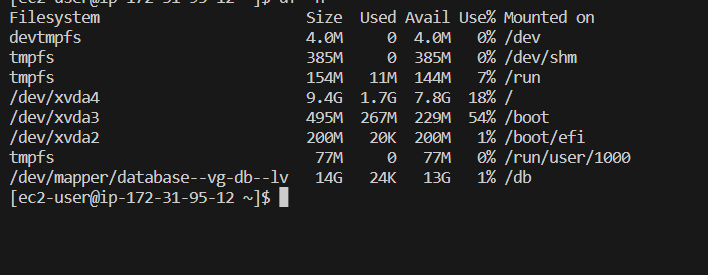 [ec2-user@ip-172-31-95-12 ~]$ df -h
Filesystem Size Used Avail Use% Mounted on
devtmpfs 4.0M 0 4.0M 0% /dev
tmpfs 385M 0 385M 0% /dev/shm
tmpfs 154M 11M 144M 7% /run
/dev/xvda4 9.4G 1.7G 7.8G 18% /
/dev/xvda3 495M 267M 229M 54% /boot
/dev/xvda2 200M 20K 200M 1% /boot/efi
tmpfs 77M 0 77M 0% /run/user/1000
/dev/mapper/database--vg-db--lv 14G 24K 13G 1% /db
[ec2-user@ip-172-31-95-12 ~]$